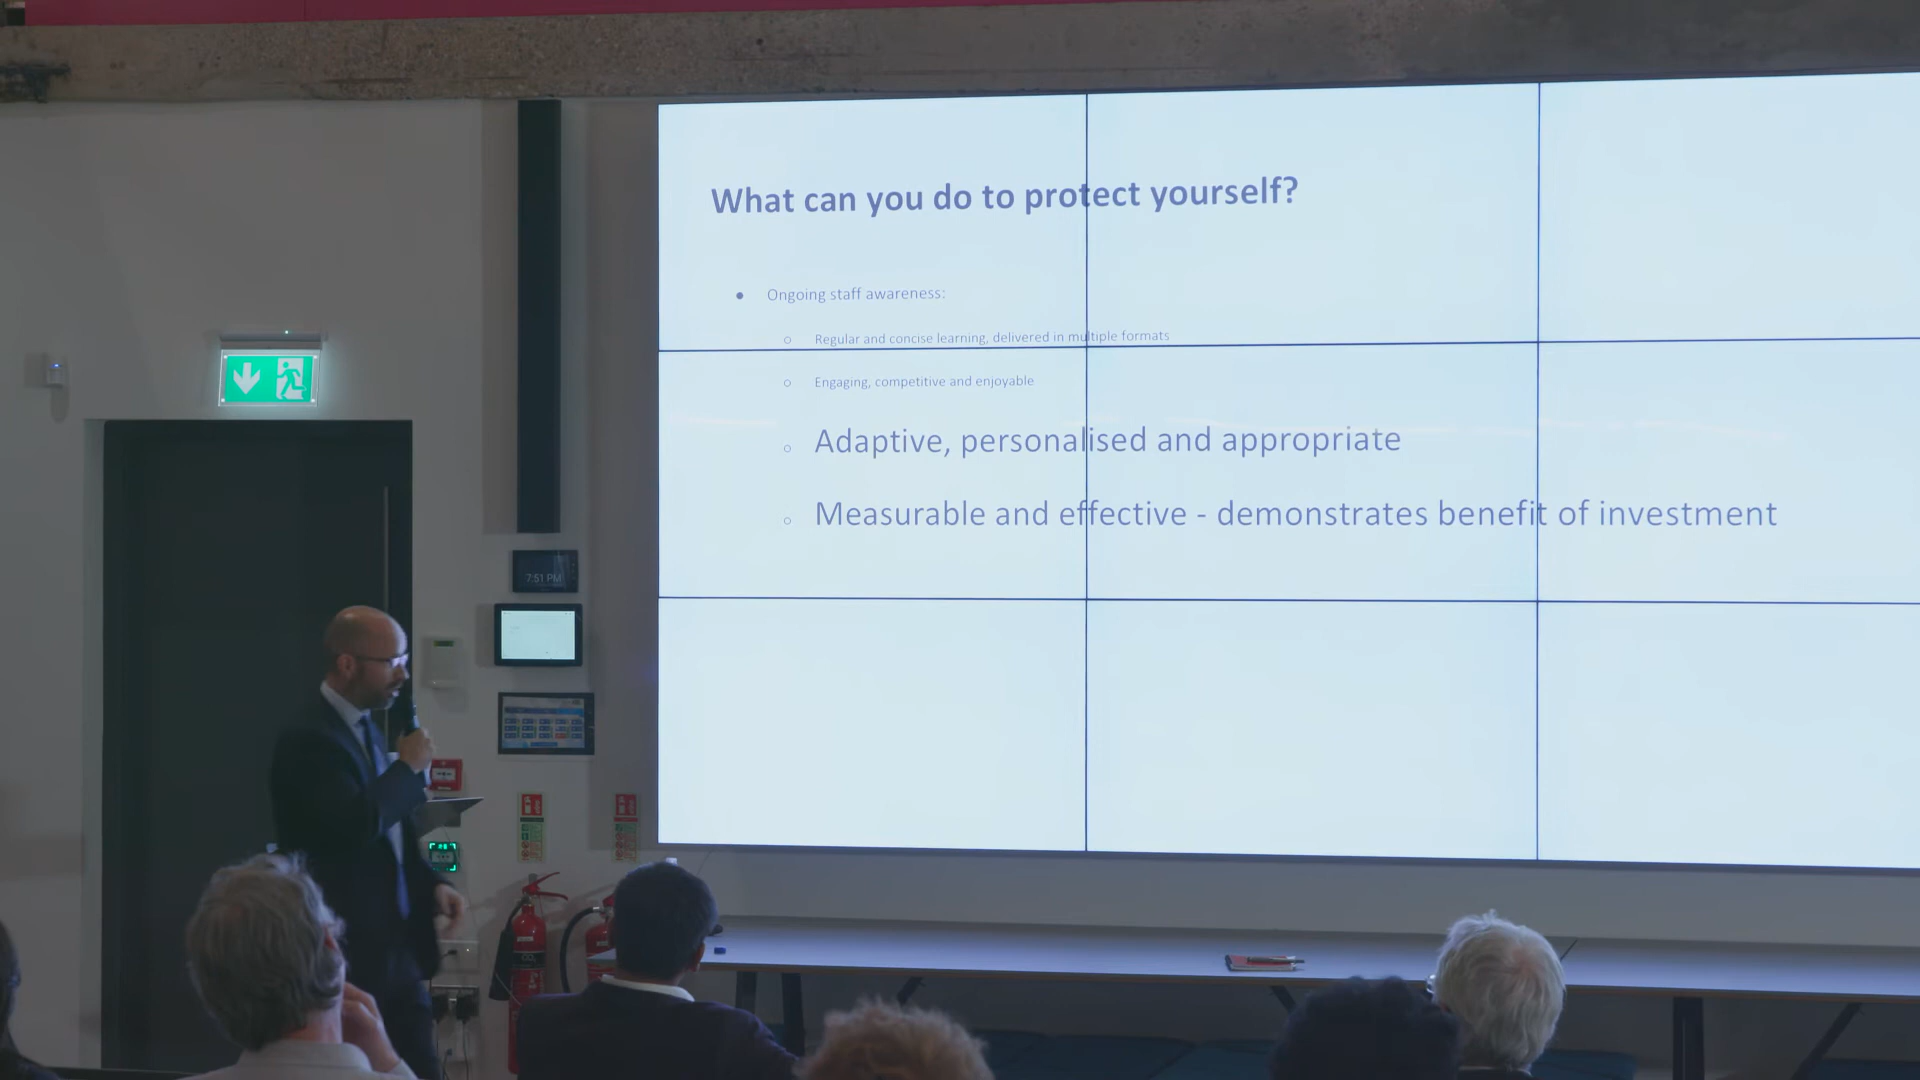 What can you do to protect yourself?
Ongoing staff awareness:
Regular and concise learning, delivered in multiple formats
Engaging, competitive and enjoyable
Adaptive, personalised and appropriate
Measurable and effective - demonstrates benefit of investment
7:51 PM
CO₂